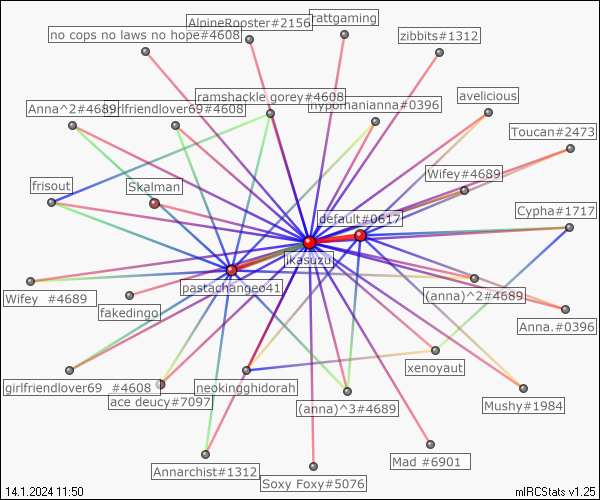 AlpineRooster#2156
rattgaming
no cops no laws no hope#4608
zibbits#1312
ramshackle gorey#4608
avelicious
Anna^2#4689
girlfriendlover69#4608
hypomanianna#0396
Toucan#2473
Wifey#4689
frisout
Skalman
default#0617
Cypha#1717
likasuzu
pastachangeo41
Wifey_#4689
fakedingo
(anna)^2#4689
Anna.#0396
xenoyaut
girlfriendlover69_#4608
neokingghidorah
ace deucy#7097
(anna)^3#4689
Mushy#1984
Annarchist#1312
Mad #6901
Soxy Foxy#5076
14.1.2024 11:50
mIRCStats v1.25